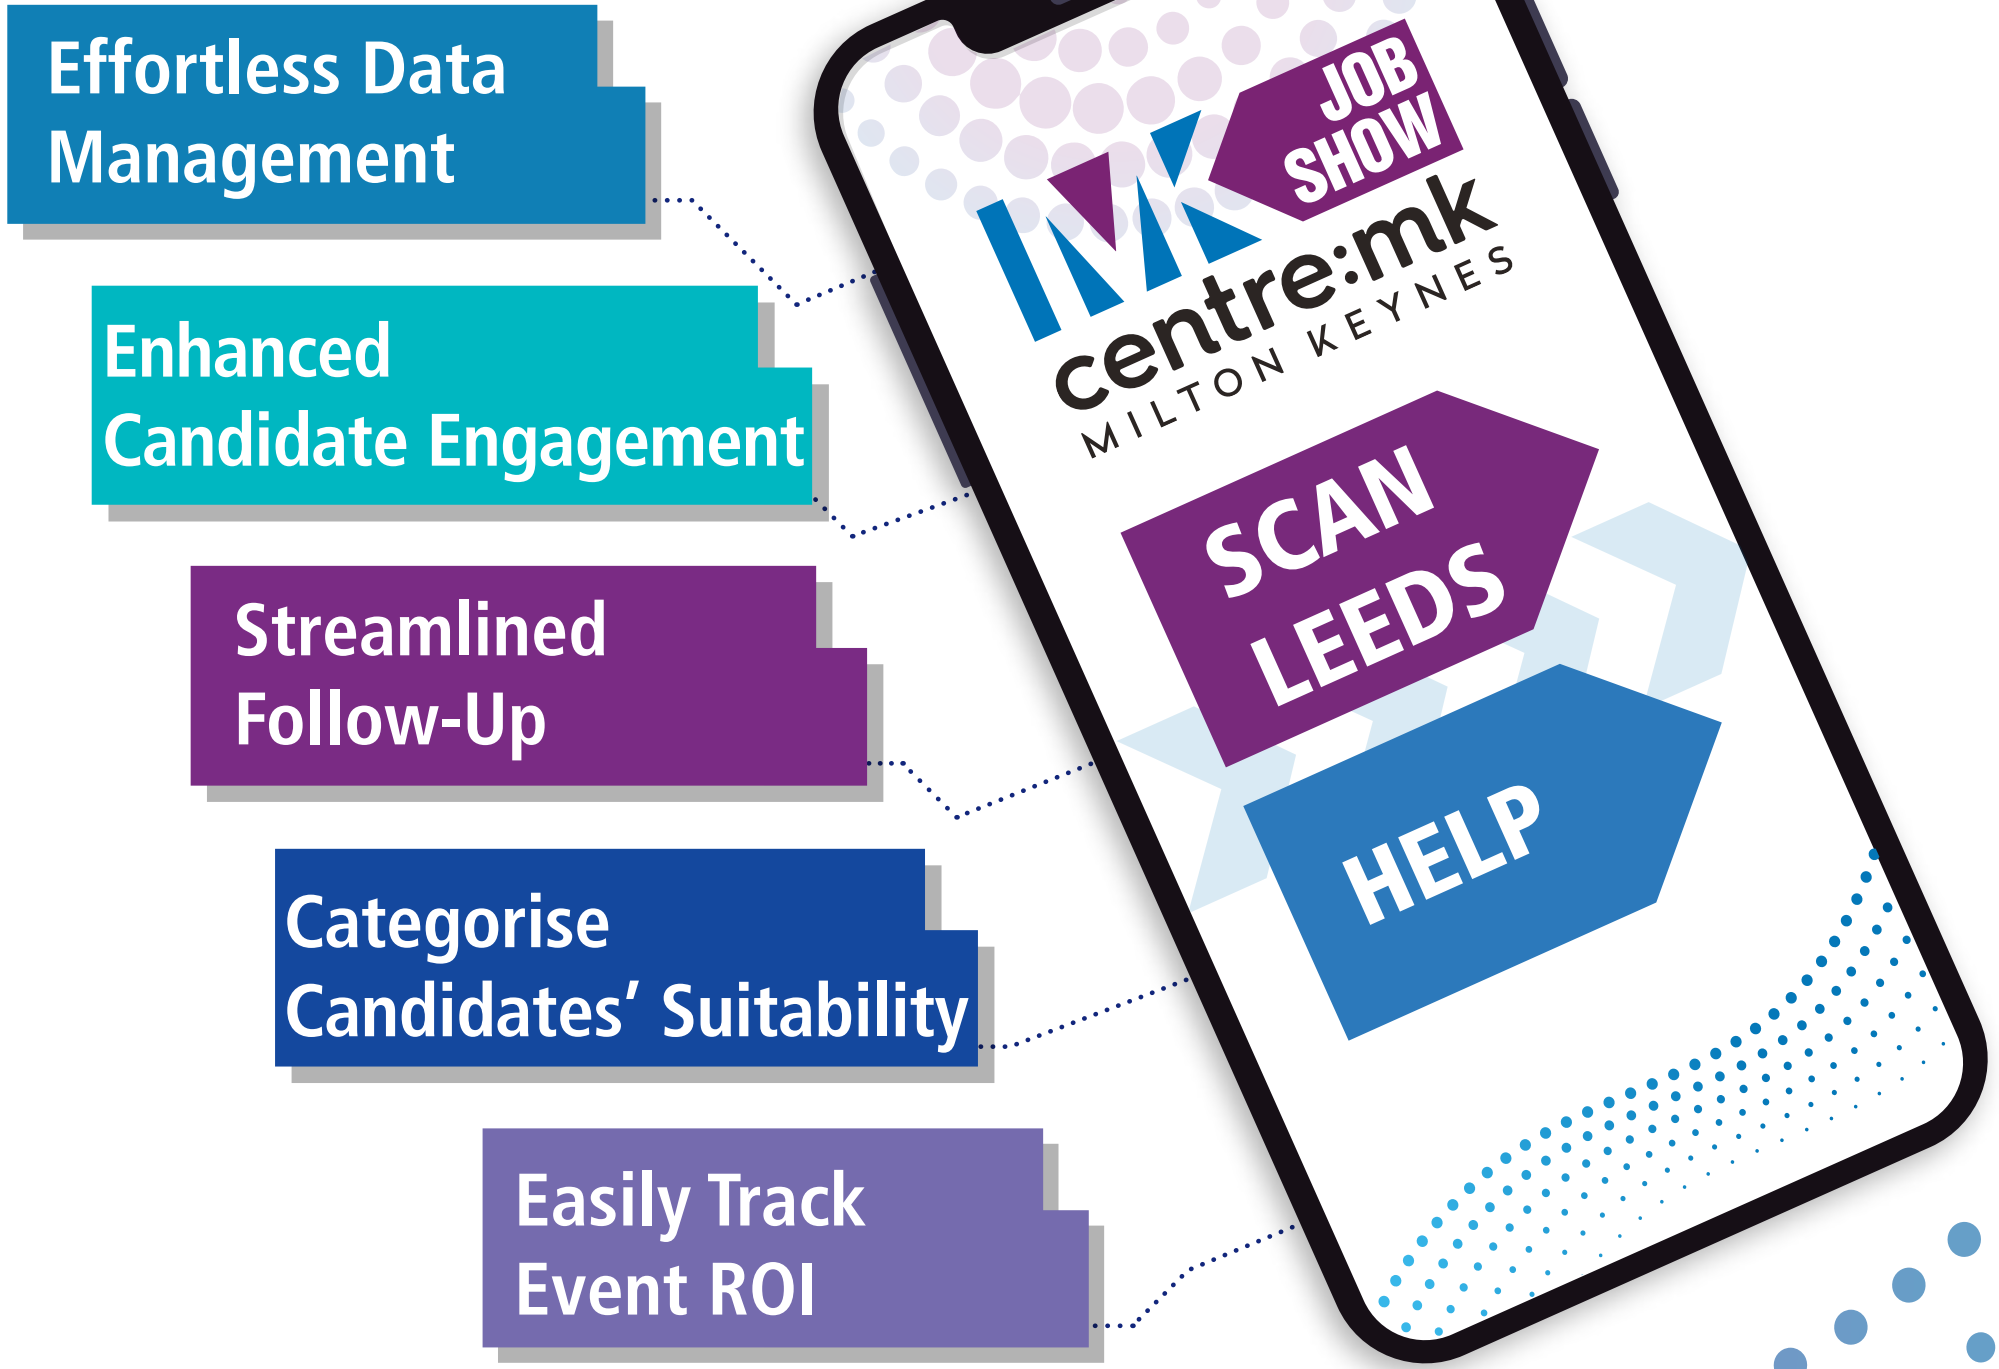 Effortless Data
Management
Enhanced
Candidate Engagement
Streamlined
Follow-Up
Categorise
Candidates’ Suitability
Easily Track
Event ROI
MK
JOB
SHOW
centre:mk
MILTON KEYNES
SCAN
LEEDS
HELP